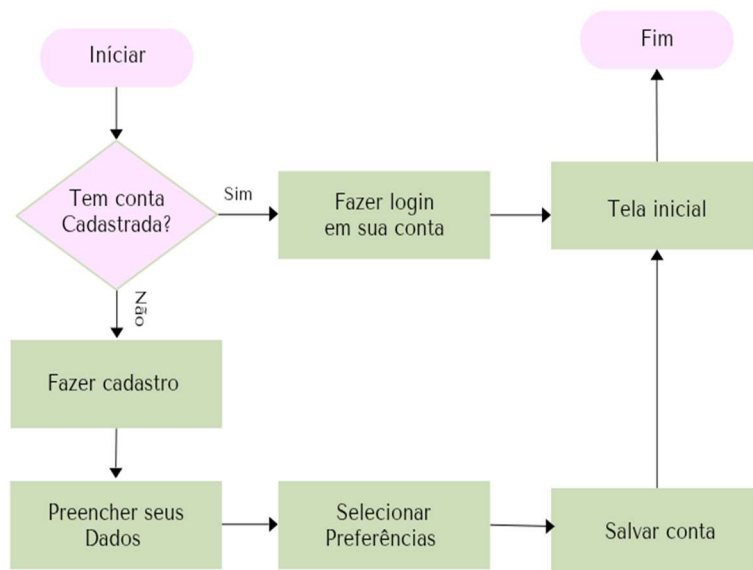 Iníciar
Fim
Tem conta
Cadastrada?
Sim
Fazer login
em sua conta
Tela inicial
Não
Fazer cadastro
Preencher seus
Dados
Selecionar
Preferências
Salvar conta